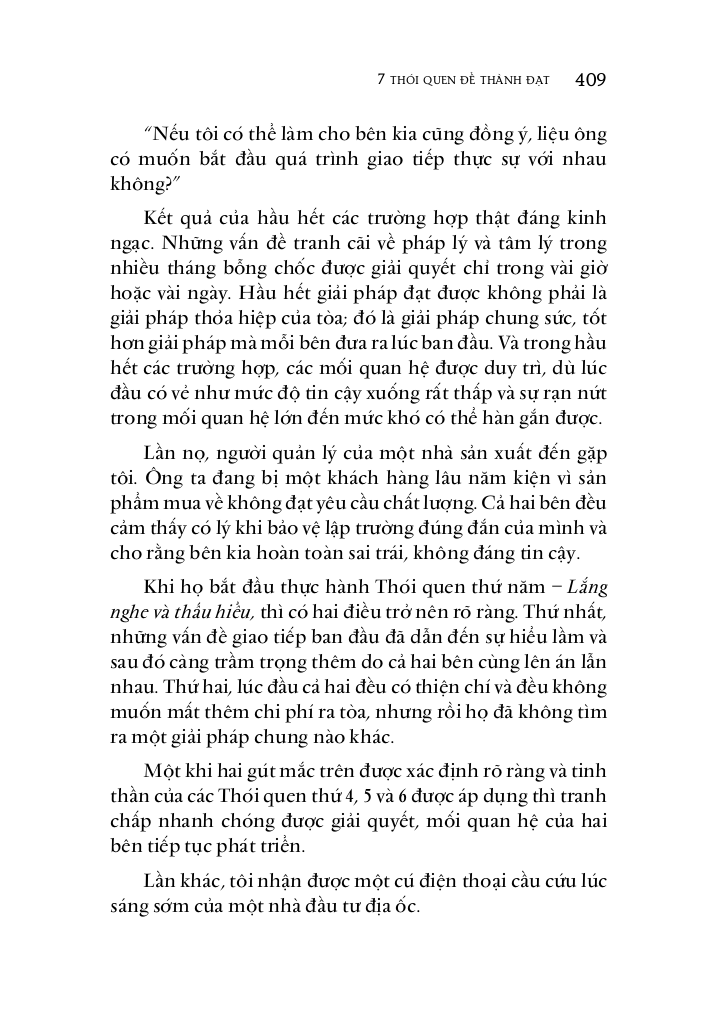 7 THÓI QUEN ĐỂ THÀNH ĐẠT 409
“Nếu tôi có thể làm cho bên kia cũng đồng ý, liệu ông
có muốn bắt đầu quá trình giao tiếp thực sự với nhau
không?”
Kết quả của hầu hết các trường hợp thật đáng kinh
ngạc. Những vấn đề tranh cãi về pháp lý và tâm lý trong
nhiều tháng bỗng chốc được giải quyết chỉ trong vài giờ
hoặc vài ngày. Hầu hết giải pháp đạt được không phải là
giải pháp thỏa hiệp của tòa; đó là giải pháp chung sức, tốt
hơn giải pháp mà mỗi bên đưa ra lúc ban đầu. Và trong hầu
hết các trường hợp, các mối quan hệ được duy trì, dù lúc
đầu có vẻ như mức độ tin cậy xuống rất thấp và sự rạn nứt
trong mối quan hệ lớn đến mức khó có thể hàn gắn được.
Lần nọ, người quản lý của một nhà sản xuất đến gặp
tôi. Ông ta đang bị một khách hàng lâu năm kiện vì sản
phẩm mua về không đạt yêu cầu chất lượng. Cả hai bên đều
cảm thấy có lý khi bảo vệ lập trường đúng đắn của mình và
cho rằng bên kia hoàn toàn sai trái, không đáng tin cậy.
Khi họ bắt đầu thực hành Thói quen thứ năm – Lắng
nghe và thấu hiểu, thì có hai điều trở nên rõ ràng. Thứ nhất,
những vấn đề giao tiếp ban đầu đã dẫn đến sự hiểu lầm và
sau đó càng trầm trọng thêm do cả hai bên cùng lên án lẫn
nhau. Thứ hai, lúc đầu cả hai đều có thiện chí và đều không
muốn mất thêm chi phí ra tòa, nhưng rồi họ đã không tìm
ra một giải pháp chung nào khác.
Một khi hai gút mắc trên được xác định rõ ràng và tinh
thần của các Thói quen thứ 4, 5 và 6 được áp dụng thì tranh
chấp nhanh chóng được giải quyết, mối quan hệ của hai
bên tiếp tục phát triển.
Lần khác, tôi nhận được một cú điện thoại cầu cứu lúc
sáng sớm của một nhà đầu tư địa ốc.